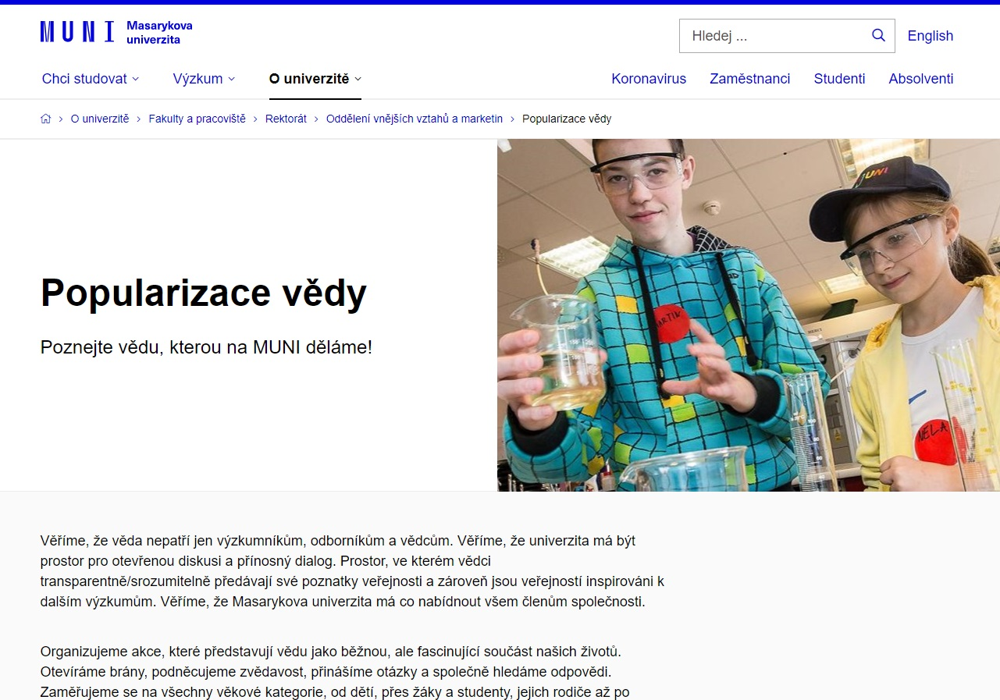 MUNI Masarykova
univerzita
Hledej ...
English
Chci studovat
Výzkum
O univerzitě
Koronavirus
Zaměstnanci
Studenti
Absolventi
O univerzitě
Fakulty a pracoviště
Rektorát
Oddělení vnějších vztahů a marketin
Popularizace vědy
MUNI
Popularizace vědy
Poznejte vědu, kterou na MUNI děláme!
NELA
Věříme, že věda nepatří jen výzkumníkům, odborníkům a vědcům. Věříme, že univerzita má být
prostor pro otevřenou diskusi a přínosný dialog. Prostor, ve kterém vědci
transparentně/srozumitelně předávají své poznatky veřejnosti a zároveň jsou veřejností inspirováni k
dalším výzkumům. Věříme, že Masarykova univerzita má co nabídnout všem členům společnosti.
Organizujeme akce, které představují vědu jako běžnou, ale fascinující součást našich životů.
Otevíráme brány, podněcujeme zvědavost, přinášíme otázky a společně hledáme odpovědi.
Zaměřujeme se na všechny věkové kategorie, od dětí, přes žáky a studenty, jejich rodiče až po